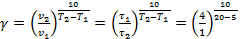 γ = (v₂/v₁)^(10/(T₂−T₁)) = (τ₁/τ₂)^(10/(T₂−T₁)) = (4/1)^(10/(20−5))